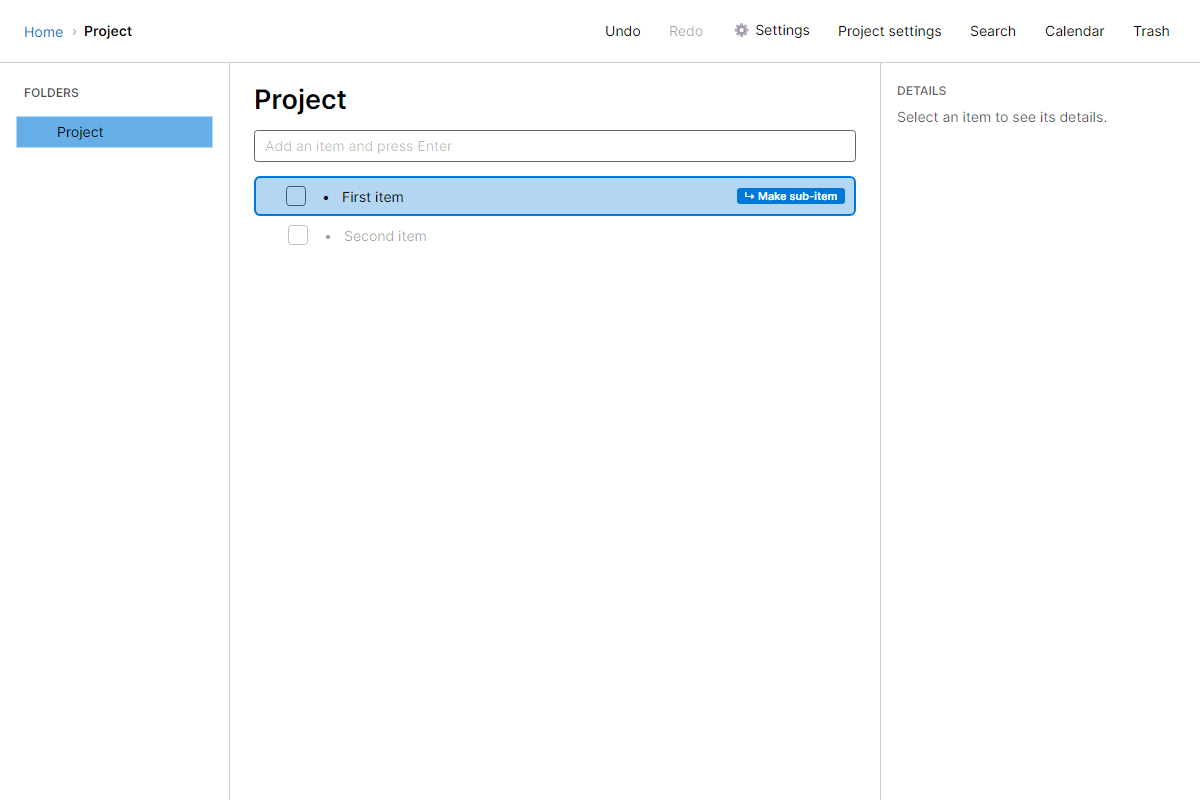 Home › Project
Undo Redo Settings Project settings Search Calendar Trash
FOLDERS
Project
Project
Add an item and press Enter
• First item ↪ Make sub-item
• Second item
DETAILS
Select an item to see its details.